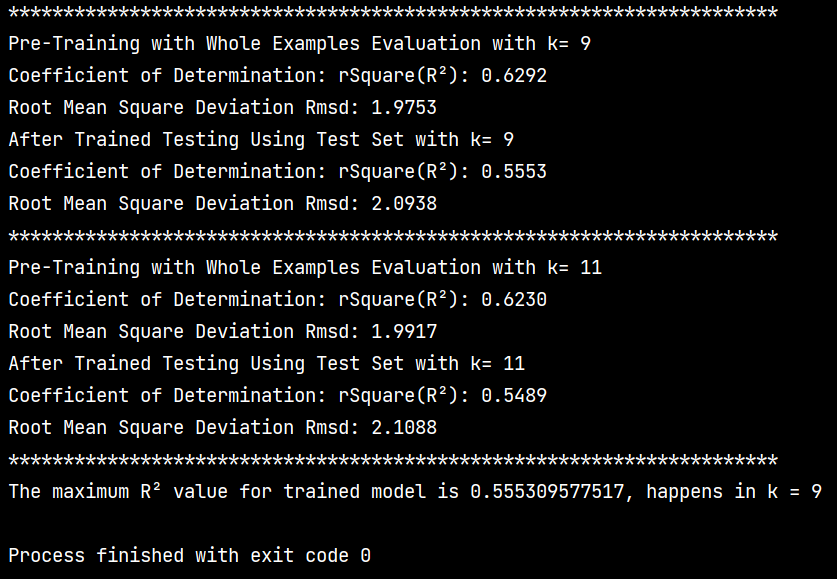 **********************************************************************
Pre-Training with Whole Examples Evaluation with k= 9
Coefficient of Determination: rSquare(R²): 0.6292
Root Mean Square Deviation Rmsd: 1.9753
After Trained Testing Using Test Set with k= 9
Coefficient of Determination: rSquare(R²): 0.5553
Root Mean Square Deviation Rmsd: 2.0938
**********************************************************************
Pre-Training with Whole Examples Evaluation with k= 11
Coefficient of Determination: rSquare(R²): 0.6230
Root Mean Square Deviation Rmsd: 1.9917
After Trained Testing Using Test Set with k= 11
Coefficient of Determination: rSquare(R²): 0.5489
Root Mean Square Deviation Rmsd: 2.1088
**********************************************************************
The maximum R² value for trained model is 0.555309577517, happens in k = 9
Process finished with exit code 0